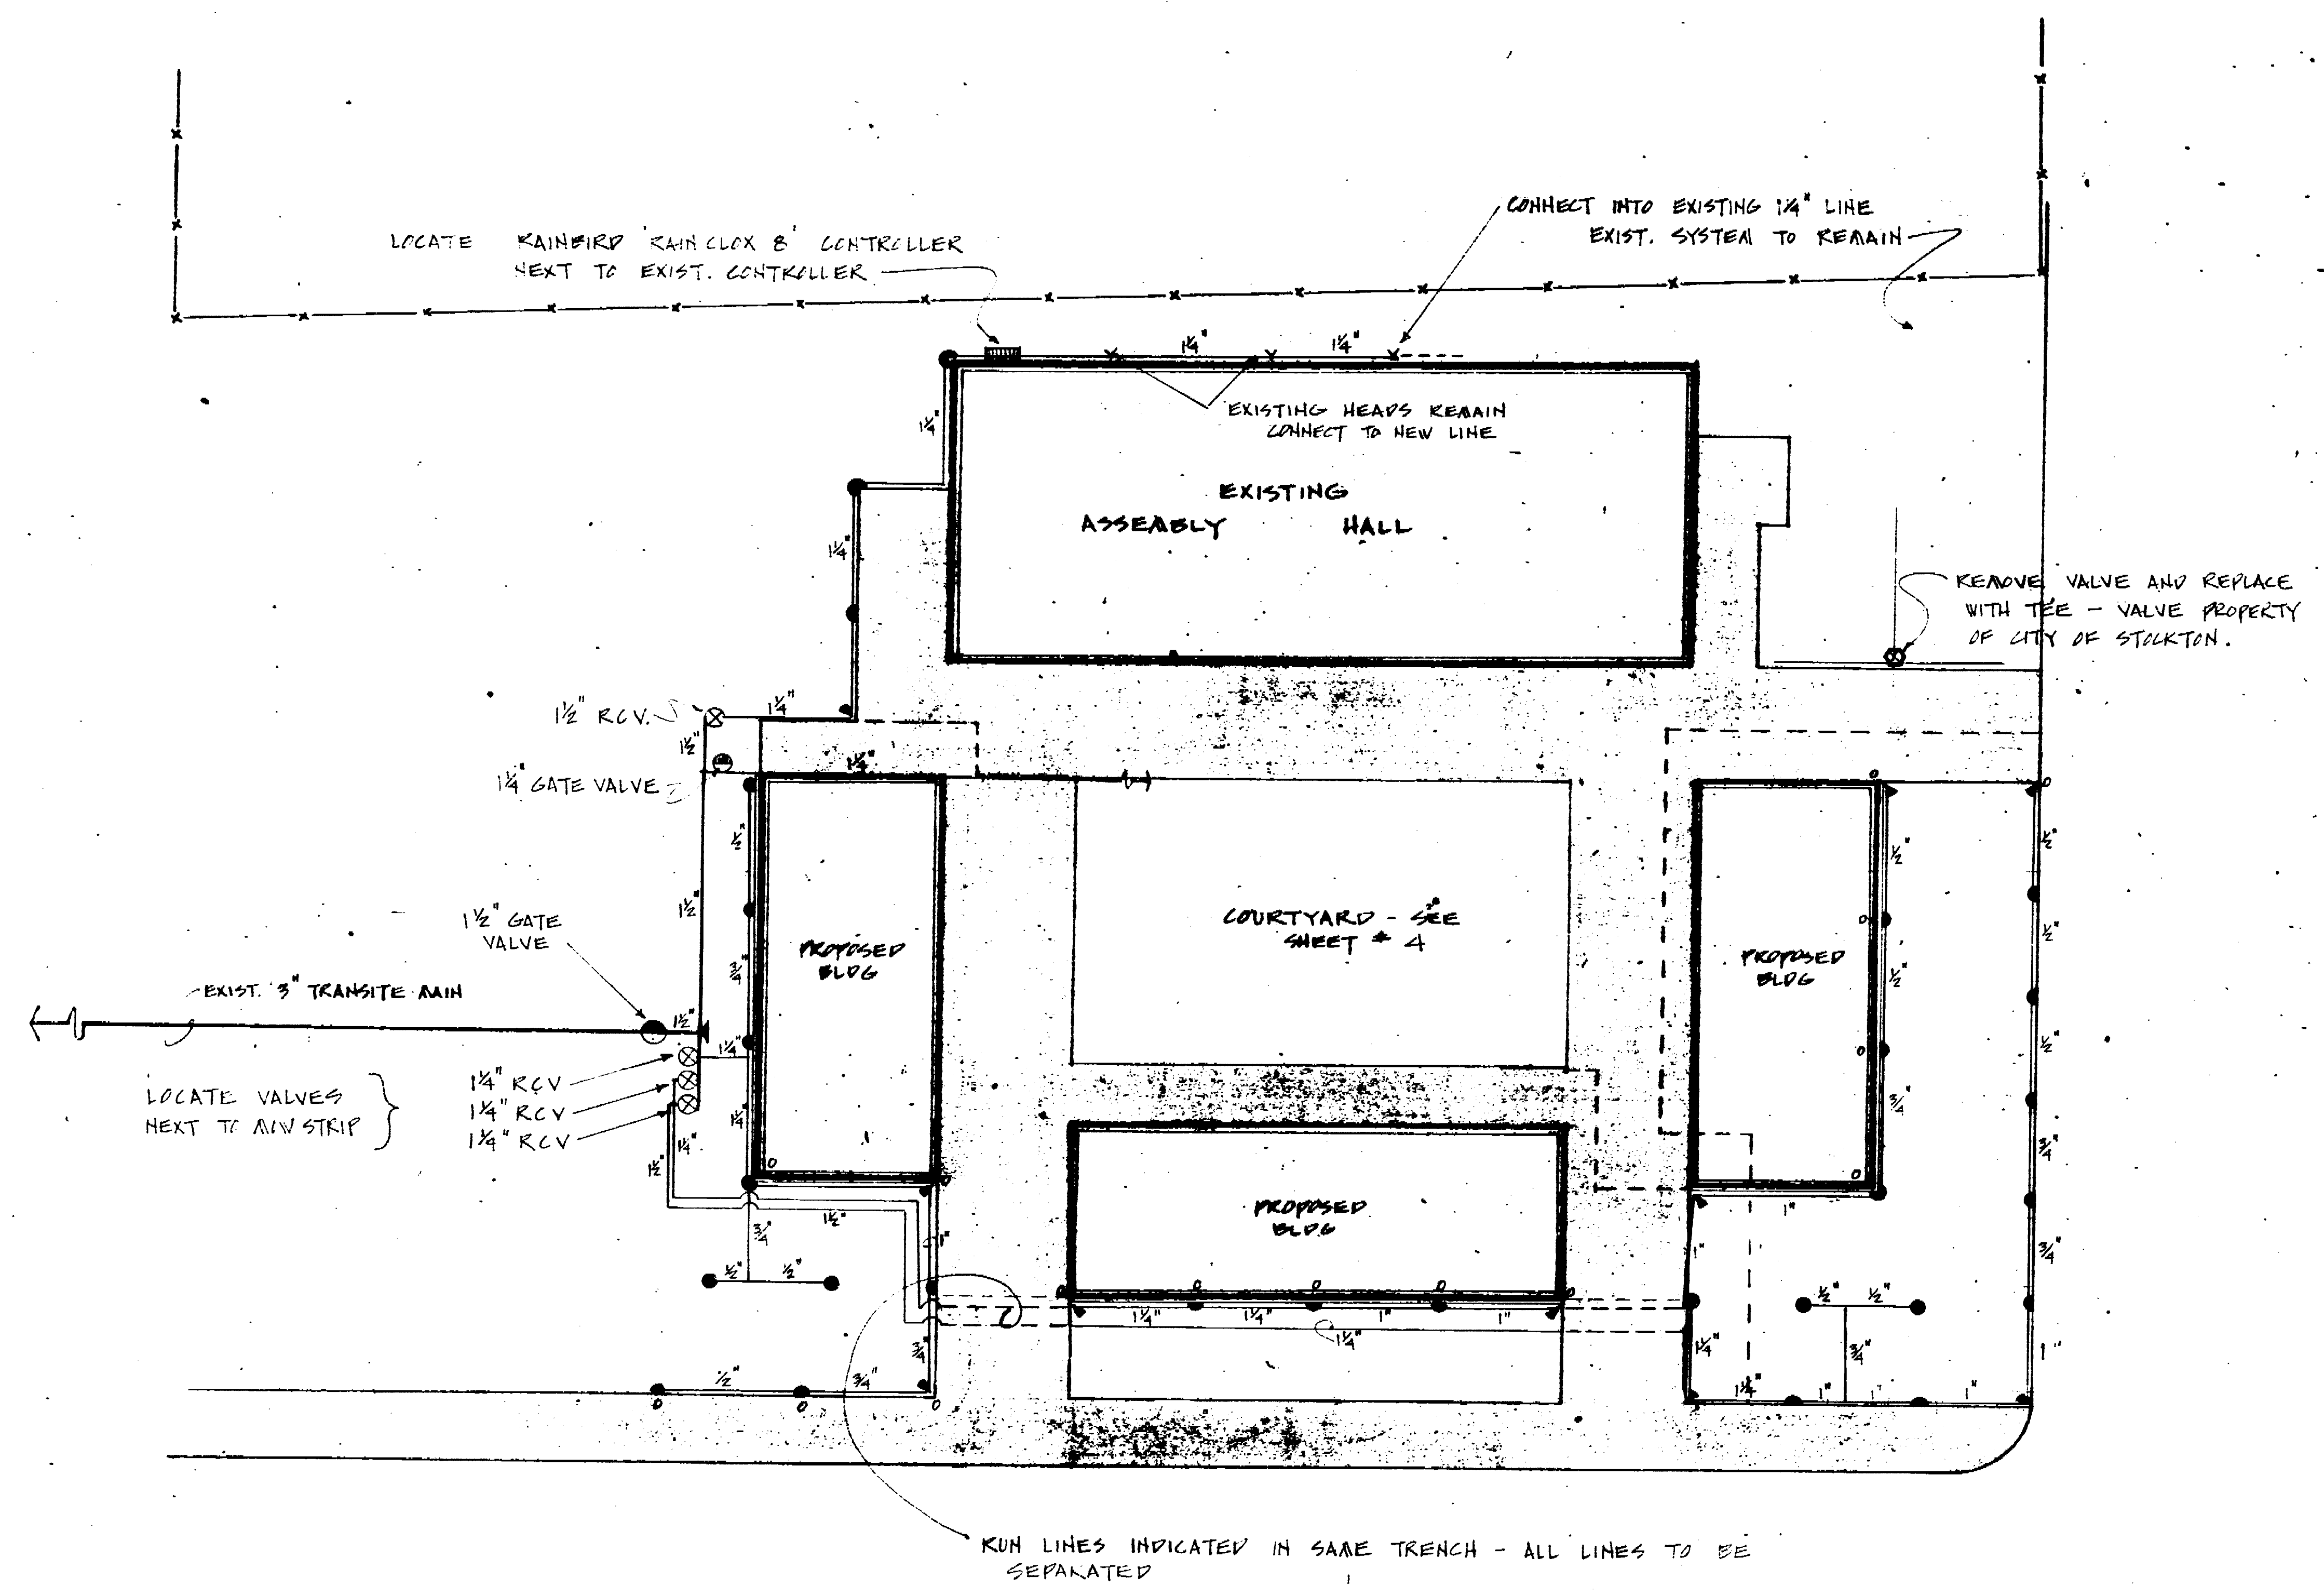 CONNECT INTO EXISTING 1¼" LINE
EXIST. SYSTEM TO REMAIN
LOCATE RAINBIRD 'RAIN CLOX 8' CONTROLLER
NEXT TO EXIST. CONTROLLER
1¼"
1¼"
EXISTING HEADS REMAIN
CONNECT TO NEW LINE
1¼"
EXISTING
ASSEMBLY HALL
1¼"
REMOVE VALVE AND REPLACE
WITH TEE - VALVE PROPERTY
OF CITY OF STOCKTON.
1½" RCV.
1¼"
1½"
1¼"
1¼" GATE VALVE
½"
½"
½"
1½"
1½" GATE
VALVE
COURTYARD - SEE
SHEET # 4
PROPOSED
BLDG
PROPOSED
BLDG
½"
¾"
½"
EXIST. 3" TRANSITE MAIN
1½"
1¼"
½"
1¼" RCV
1¼" RCV
1¼" RCV
LOCATE VALVES
NEXT TO MOW STRIP
1¼"
¾"
1¼"
1½"
¾"
PROPOSED
BLDG
1"
1½"
¾"
1"
1"
¾"
½"
½"
½"
½"
1¼"
1¼"
1"
1"
1¼"
1¼"
¾"
¾"
1"
½"
¾"
1¼"
1"
1"
1"
RUN LINES INDICATED IN SAME TRENCH - ALL LINES TO BE
SEPARATED